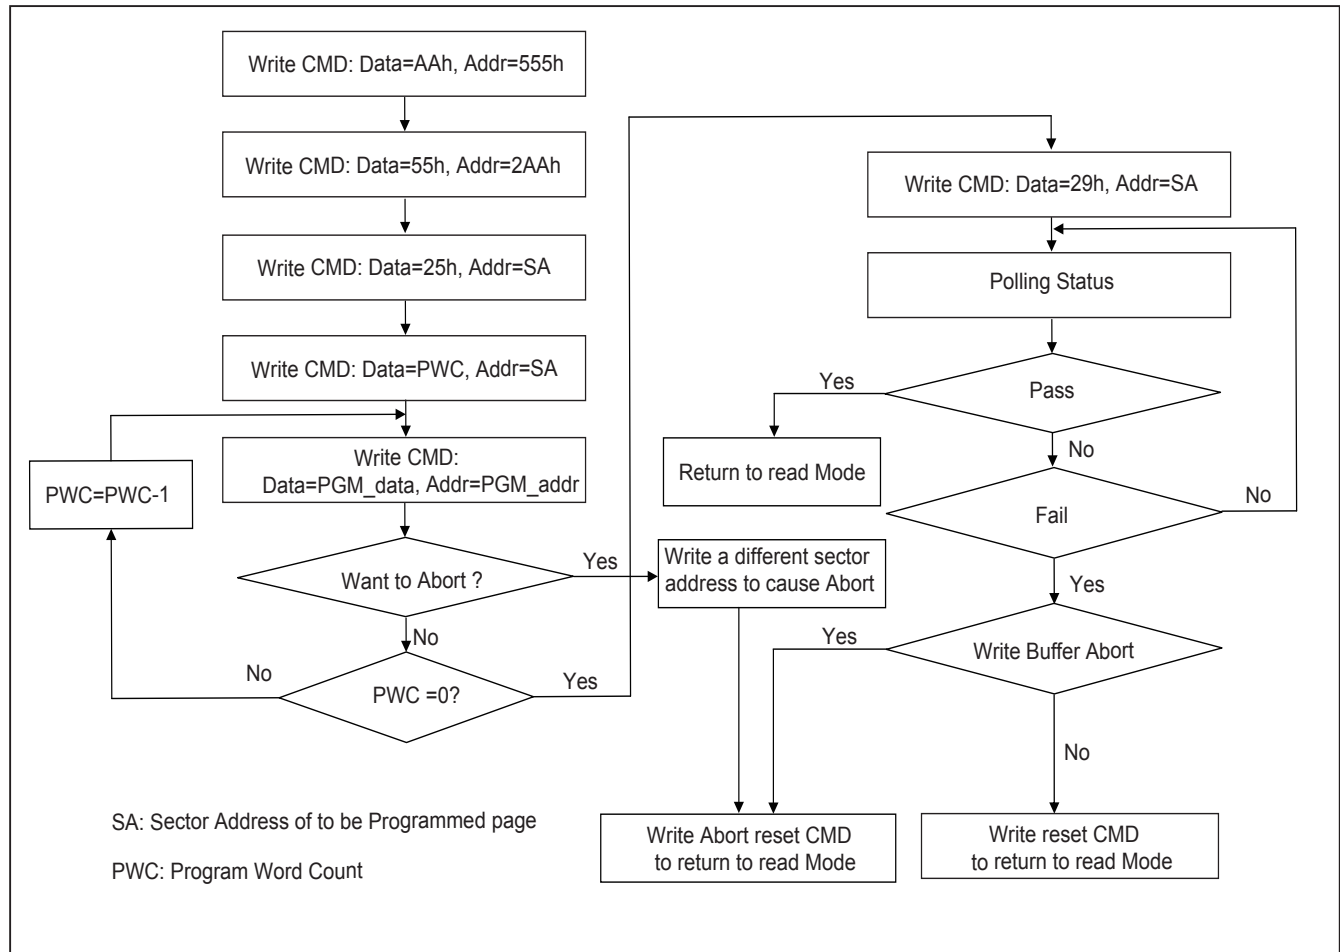 Write CMD: Data=AAh, Addr=555h
Write CMD: Data=55h, Addr=2AAh
Write CMD: Data=25h, Addr=SA
Write CMD: Data=PWC, Addr=SA
Write CMD:
Data=PGM_data, Addr=PGM_addr
PWC=PWC-1
Want to Abort ?
Yes
No
Write a different sector
address to cause Abort
PWC =0?
No
Yes
Write CMD: Data=29h, Addr=SA
Polling Status
Pass
Yes
No
Return to read Mode
Fail
No
Yes
Write Buffer Abort
Yes
No
Write Abort reset CMD
to return to read Mode
Write reset CMD
to return to read Mode
SA: Sector Address of to be Programmed page
PWC: Program Word Count